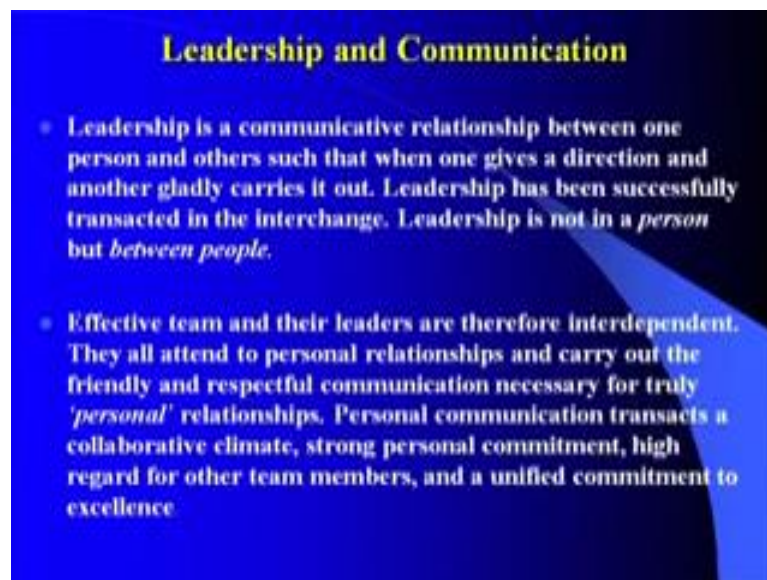 Leadership and Communication
Leadership is a communicative relationship between one
person and others such that when one gives a direction and
another gladly carries it out. Leadership has been successfully
transacted in the interchange. Leadership is not in a person
but between people.
Effective team and their leaders are therefore interdependent.
They all attend to personal relationships and carry out the
friendly and respectful communication necessary for truly
'personal' relationships. Personal communication transacts a
collaborative climate, strong personal commitment, high
regard for other team members, and a unified commitment to
excellence